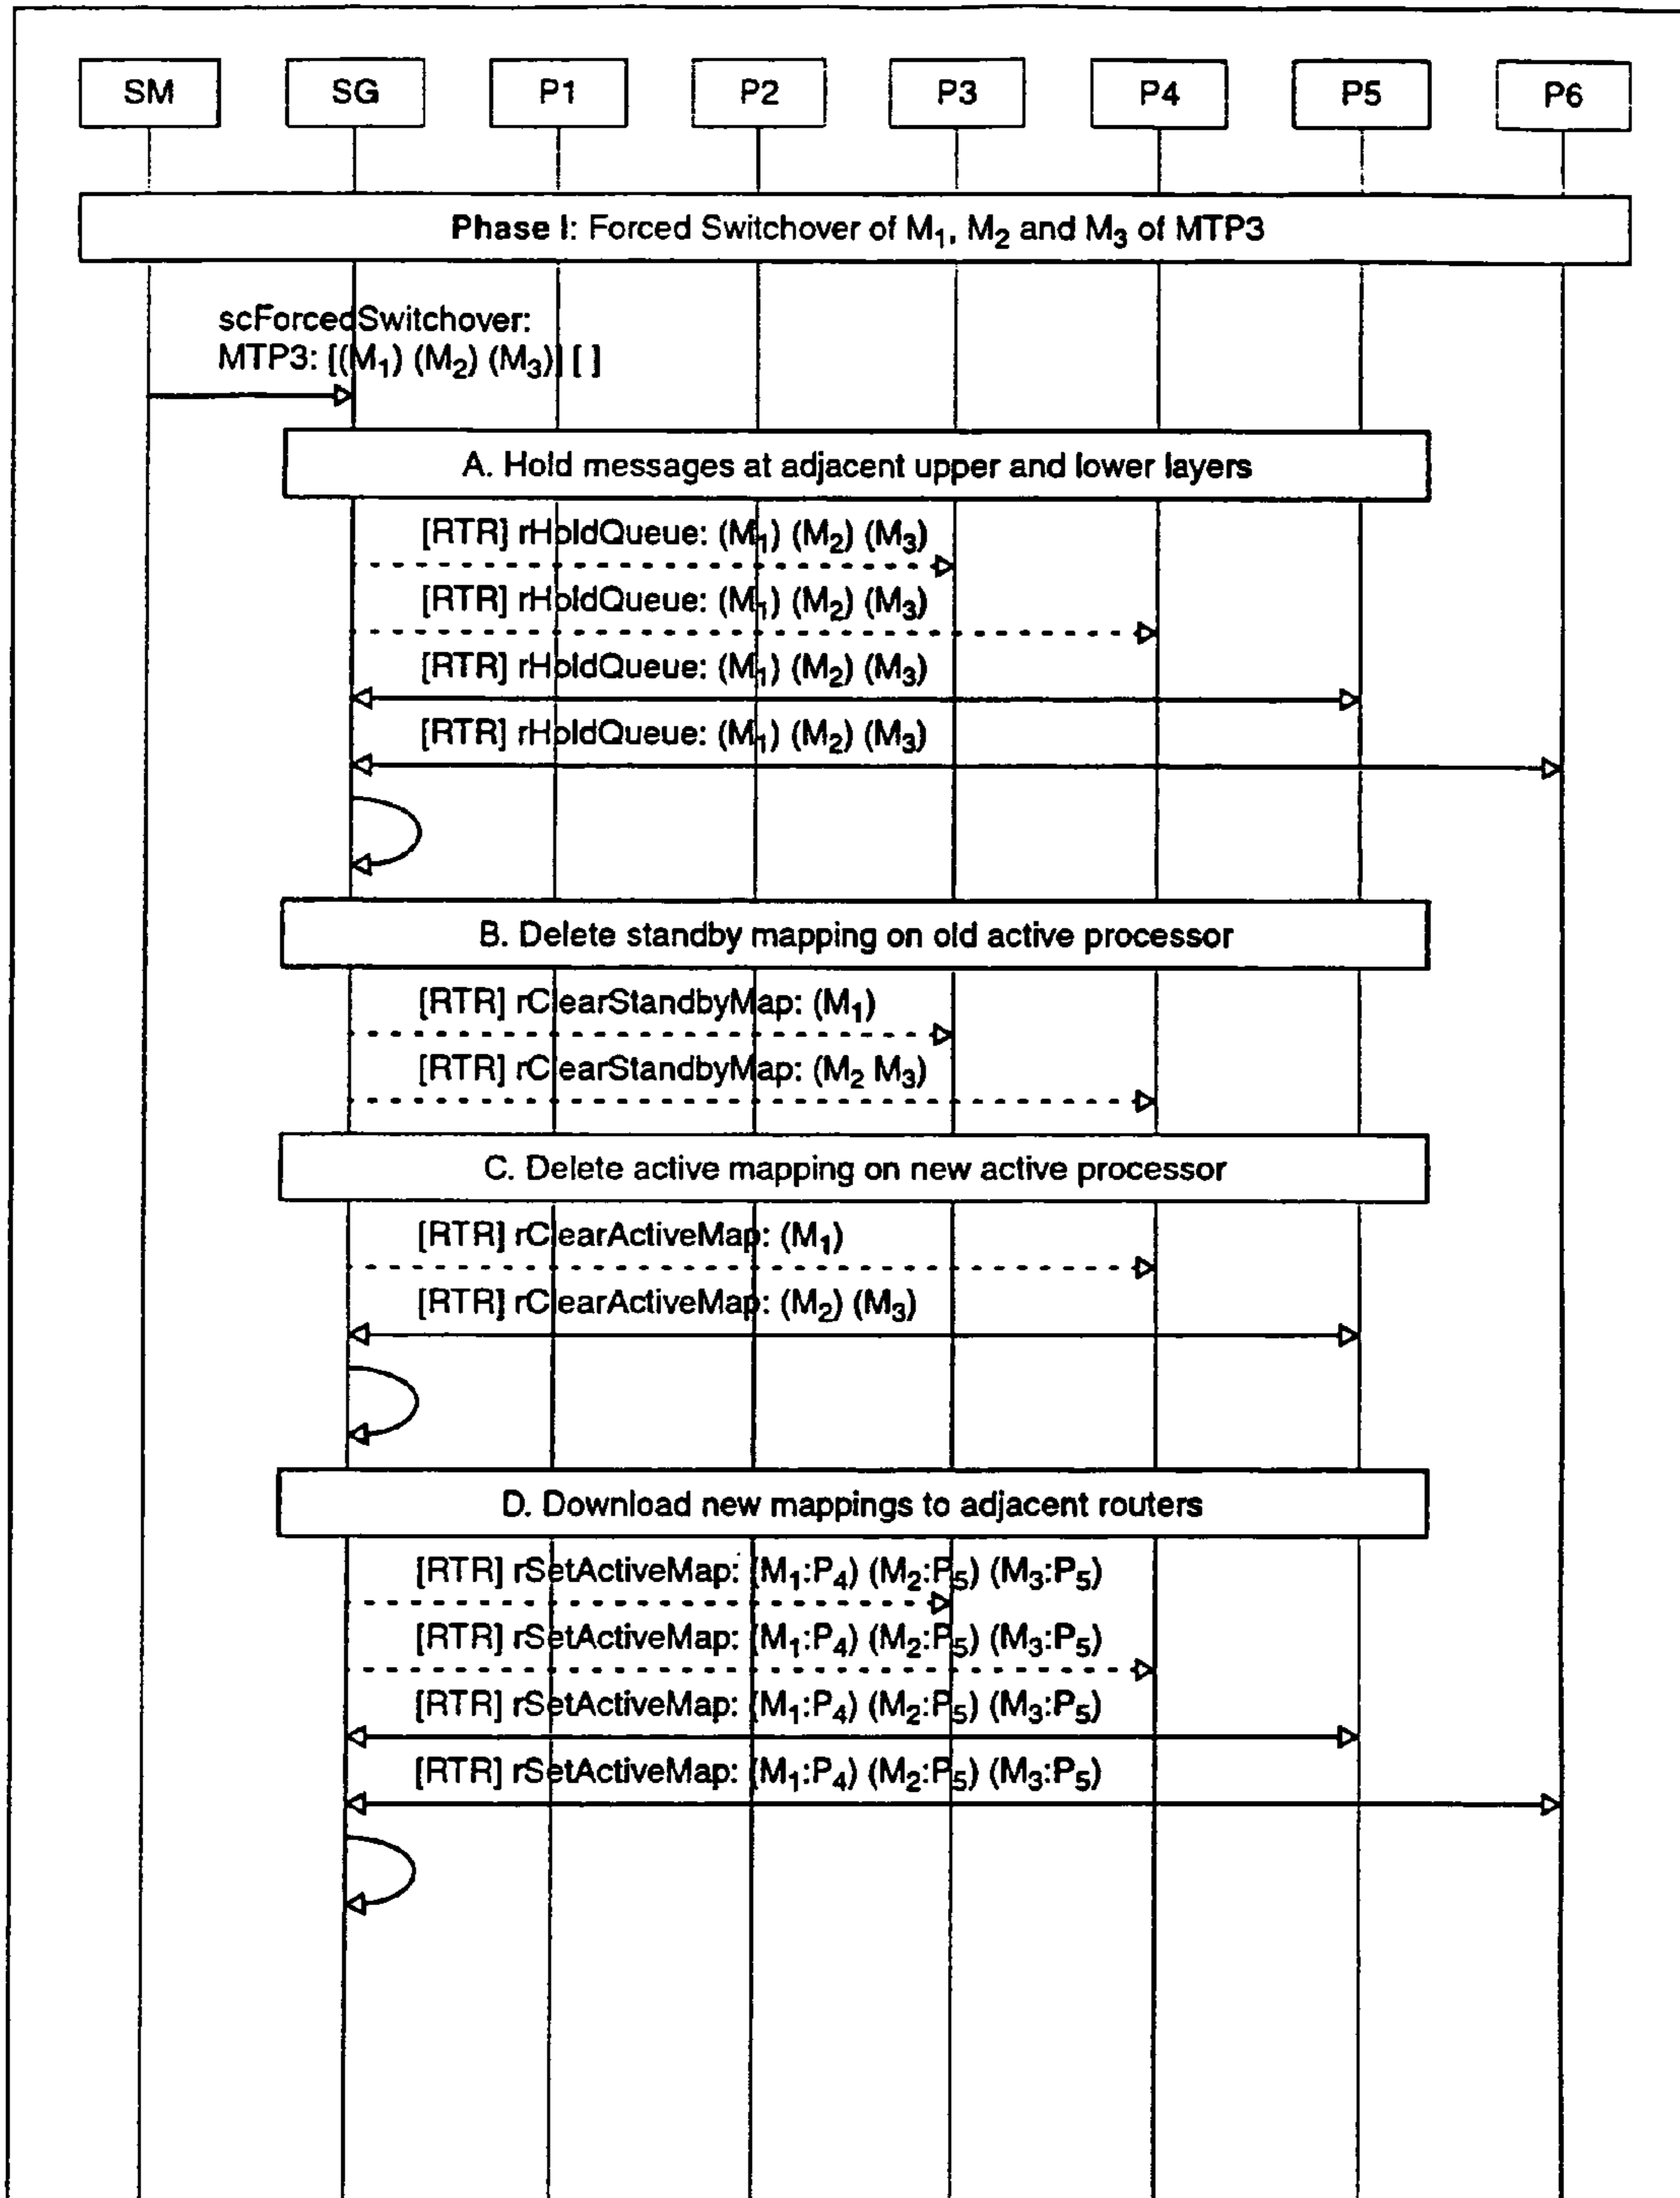 SM SG P1 P2 P3 P4 P5 P6
Phase I: Forced Switchover of M₁, M₂ and M₃ of MTP3
scForcedSwitchover:
MTP3: [(M₁) (M₂) (M₃)] [ ]
A. Hold messages at adjacent upper and lower layers
[RTR] rHoldQueue: (M₁) (M₂) (M₃)
[RTR] rHoldQueue: (M₁) (M₂) (M₃)
[RTR] rHoldQueue: (M₁) (M₂) (M₃)
[RTR] rHoldQueue: (M₁) (M₂) (M₃)
B. Delete standby mapping on old active processor
[RTR] rClearStandbyMap: (M₁)
[RTR] rClearStandbyMap: (M₂ M₃)
C. Delete active mapping on new active processor
[RTR] rClearActiveMap: (M₁)
[RTR] rClearActiveMap: (M₂) (M₃)
D. Download new mappings to adjacent routers
[RTR] rSetActiveMap: (M₁:P₄) (M₂:P₅) (M₃:P₅)
[RTR] rSetActiveMap: (M₁:P₄) (M₂:P₅) (M₃:P₅)
[RTR] rSetActiveMap: (M₁:P₄) (M₂:P₅) (M₃:P₅)
[RTR] rSetActiveMap: (M₁:P₄) (M₂:P₅) (M₃:P₅)